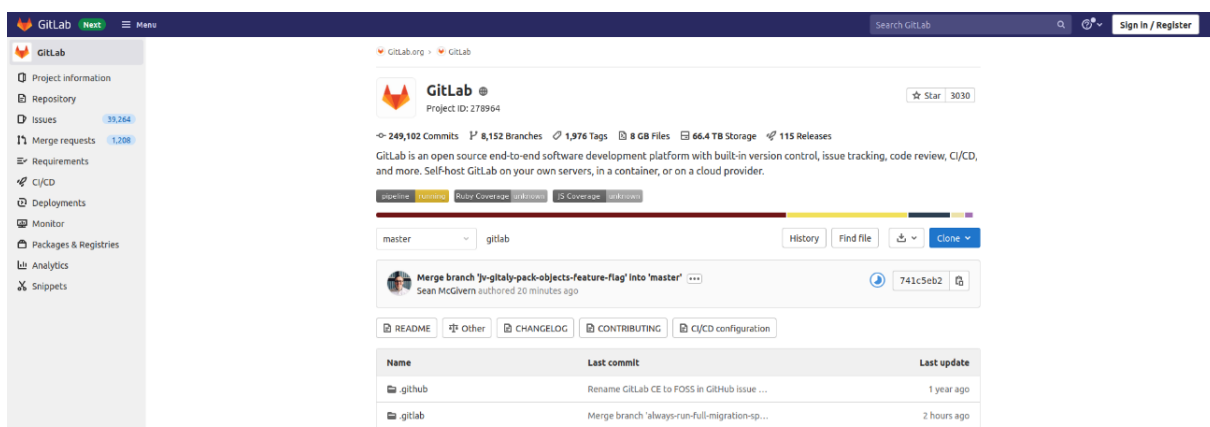 GitLab Next Menu Search GitLab Sign in / Register
GitLab
Project information
Repository
Issues 39,264
Merge requests 1,208
Requirements
CI/CD
Deployments
Monitor
Packages & Registries
Analytics
Snippets
GitLab.org › GitLab
GitLab
Project ID: 278964
Star 3030
249,102 Commits 8,152 Branches 1,976 Tags 8 GB Files 66.4 TB Storage 115 Releases
GitLab is an open source end-to-end software development platform with built-in version control, issue tracking, code review, CI/CD,
and more. Self-host GitLab on your own servers, in a container, or on a cloud provider.
pipeline running Ruby Coverage unknown JS Coverage unknown
master gitlab History Find file Clone
Merge branch 'jv-gitaly-pack-objects-feature-flag' into 'master' ...
Sean McGivern authored 20 minutes ago
741c5eb2
README Other CHANGELOG CONTRIBUTING CI/CD configuration
Name Last commit Last update
.github Rename GitLab CE to FOSS in GitHub issue ... 1 year ago
.gitlab Merge branch 'always-run-full-migration-sp... 2 hours ago